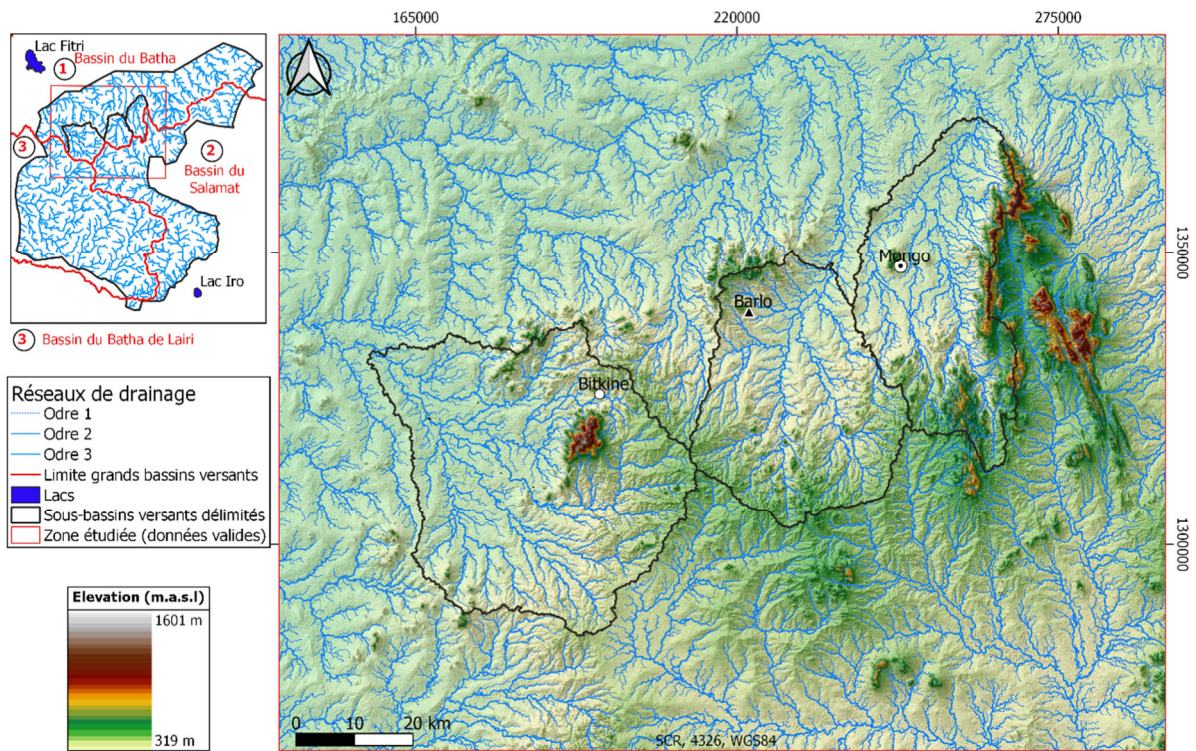 165000
220000
275000
Lac Fitri
1
Bassin du Batha
3
2
Bassin du
Salamat
Lac Iro
3 Bassin du Batha de Lairi
Réseaux de drainage
Odre 1
Odre 2
Odre 3
Limite grands bassins versants
Lacs
Sous-bassins versants délimités
Zone étudiée (données valides)
Elevation (m.a.s.l)
1601 m
319 m
Mongo
Barlo
Bitkine
1350000
1300000
0 10 20 km
SCR, 4326, WGS84